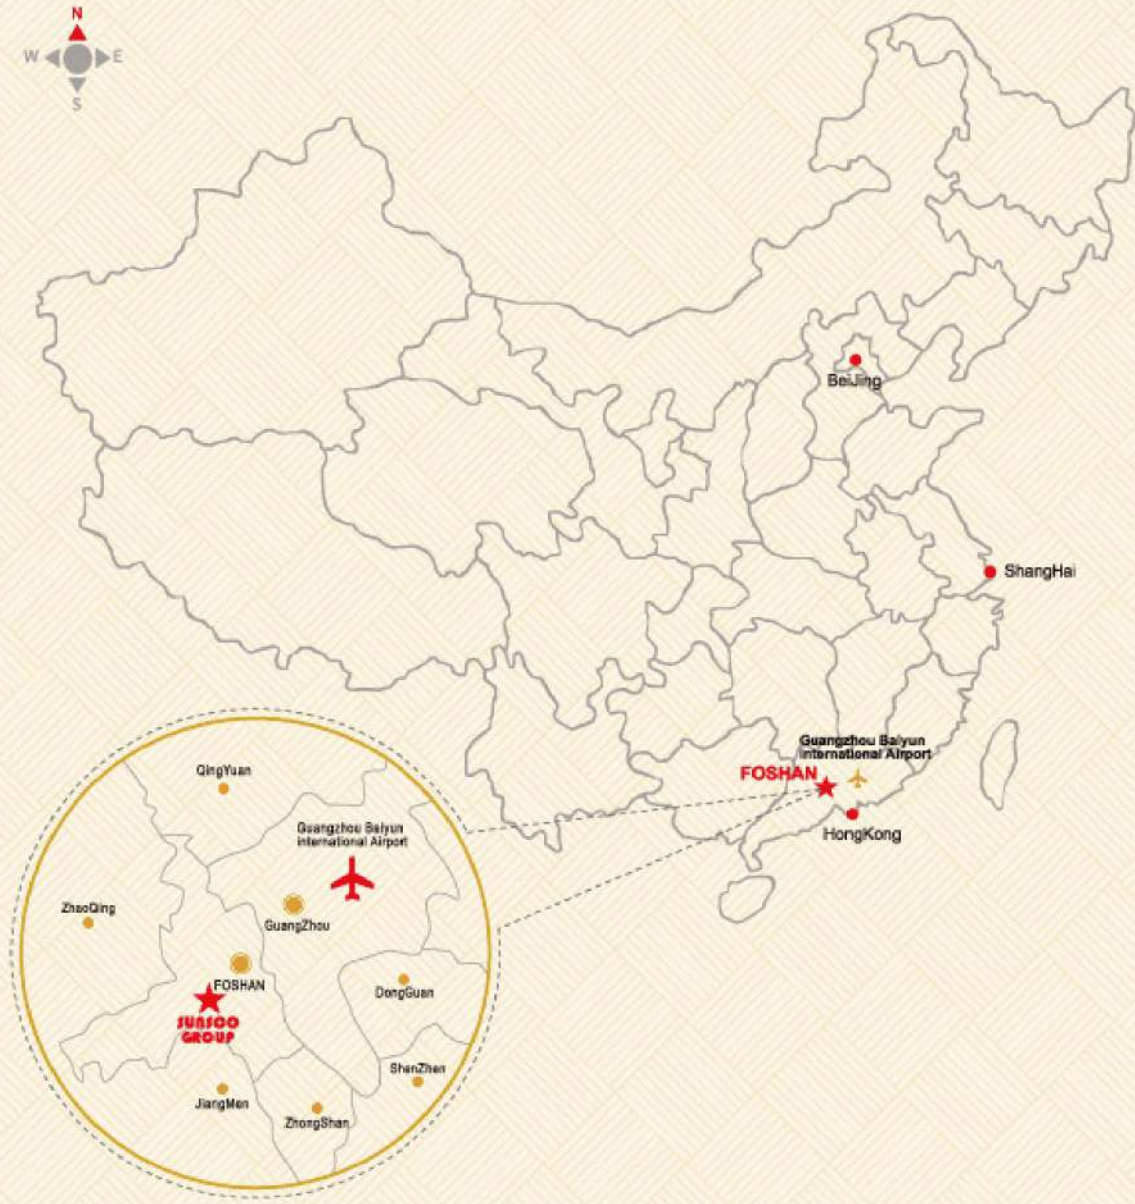 N
W E
S
BeiJing
ShangHai
Guangzhou Baiyun
international Airport
FOSHAN
HongKong
QingYuan
Guangzhou Baiyun
international Airport
ZhaoQing
GuangZhou
FOSHAN
DongGuan
SUNSOO
GROUP
ShenZhen
JiangMen
ZhongShan